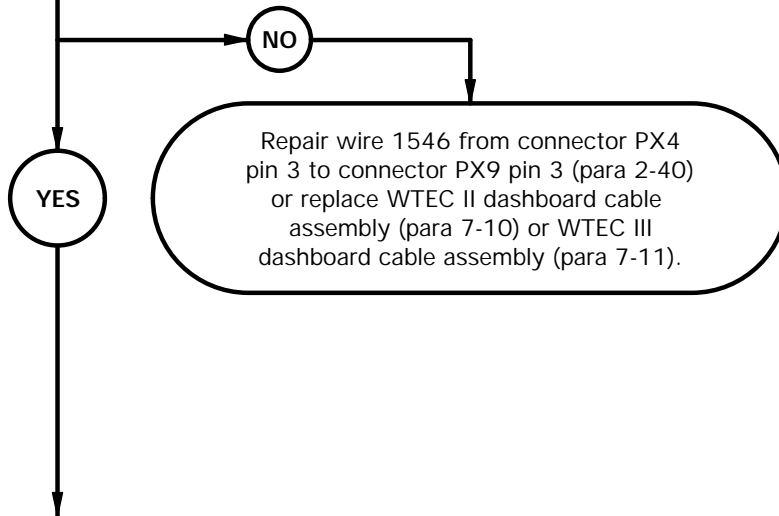 NO
YES
Repair wire 1546 from connector PX4
pin 3 to connector PX9 pin 3 (para 2-40)
or replace WTEC II dashboard cable
assembly (para 7-10) or WTEC III
dashboard cable assembly (para 7-11).